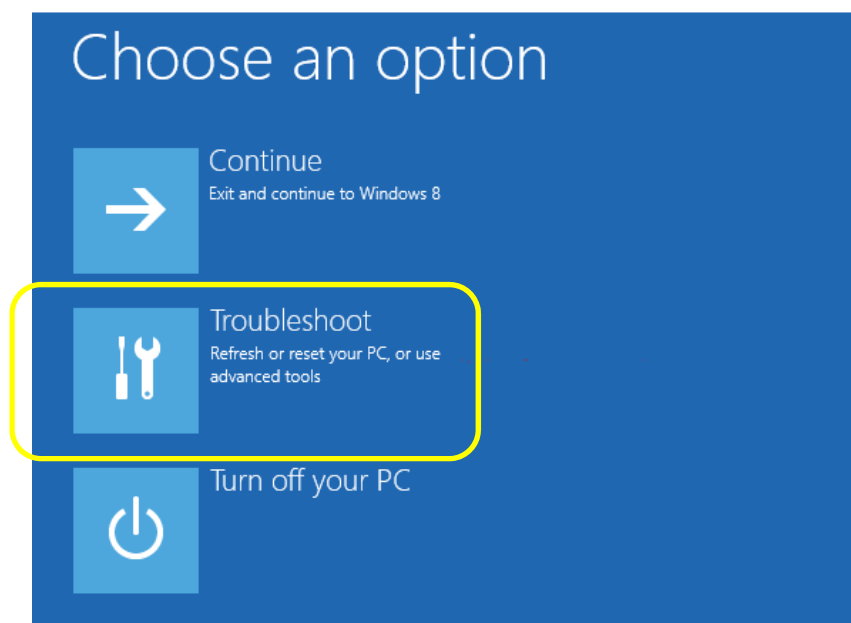 Choose an option
Continue
Exit and continue to Windows 8
Troubleshoot
Refresh or reset your PC, or use
advanced tools
Turn off your PC